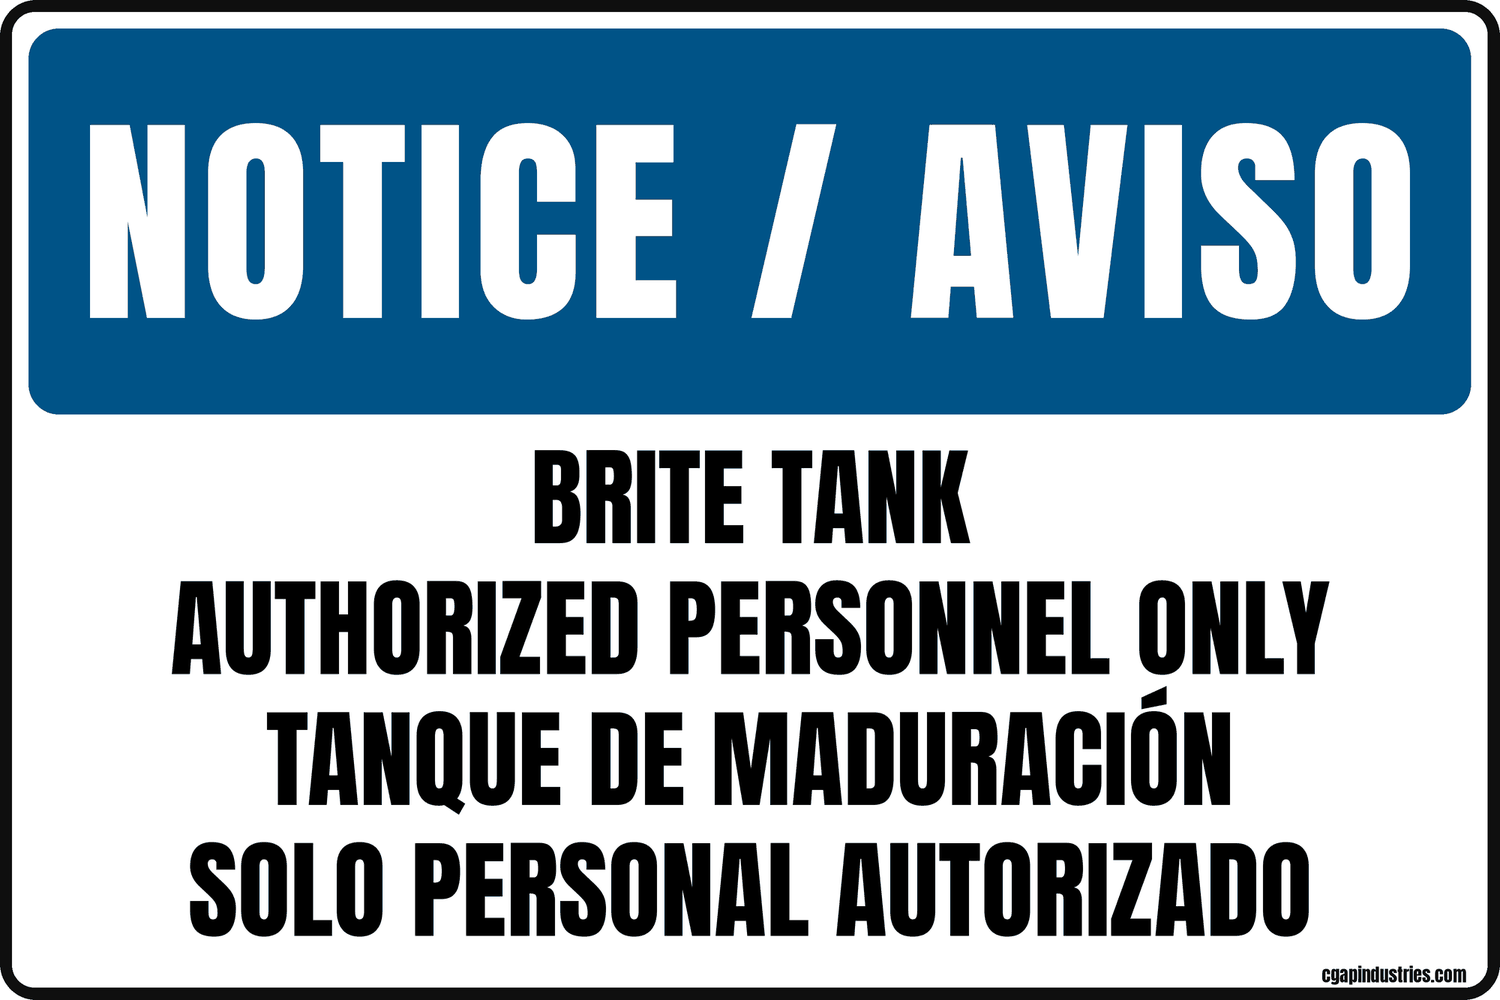 NOTICE / AVISO
BRITE TANK
AUTHORIZED PERSONNEL ONLY
TANQUE DE MADURACIÓN
SOLO PERSONAL AUTORIZADO
cgapindustries.com